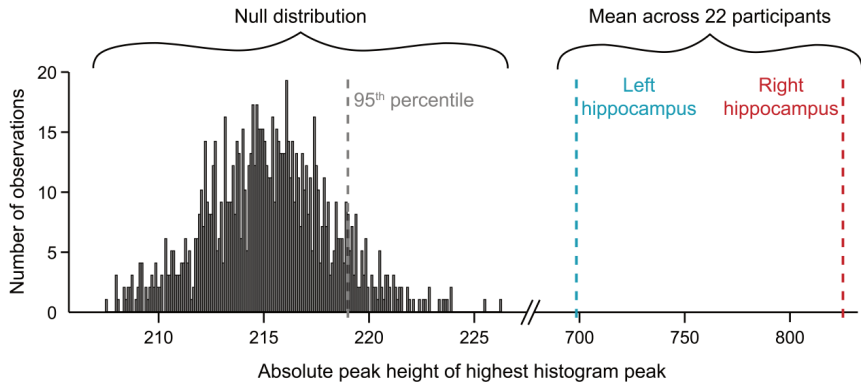 Null distribution
Mean across 22 participants
20
15
10
5
0
Number of observations
95th percentile
Left
hippocampus
Right
hippocampus
210
215
220
225
700
750
800
Absolute peak height of highest histogram peak